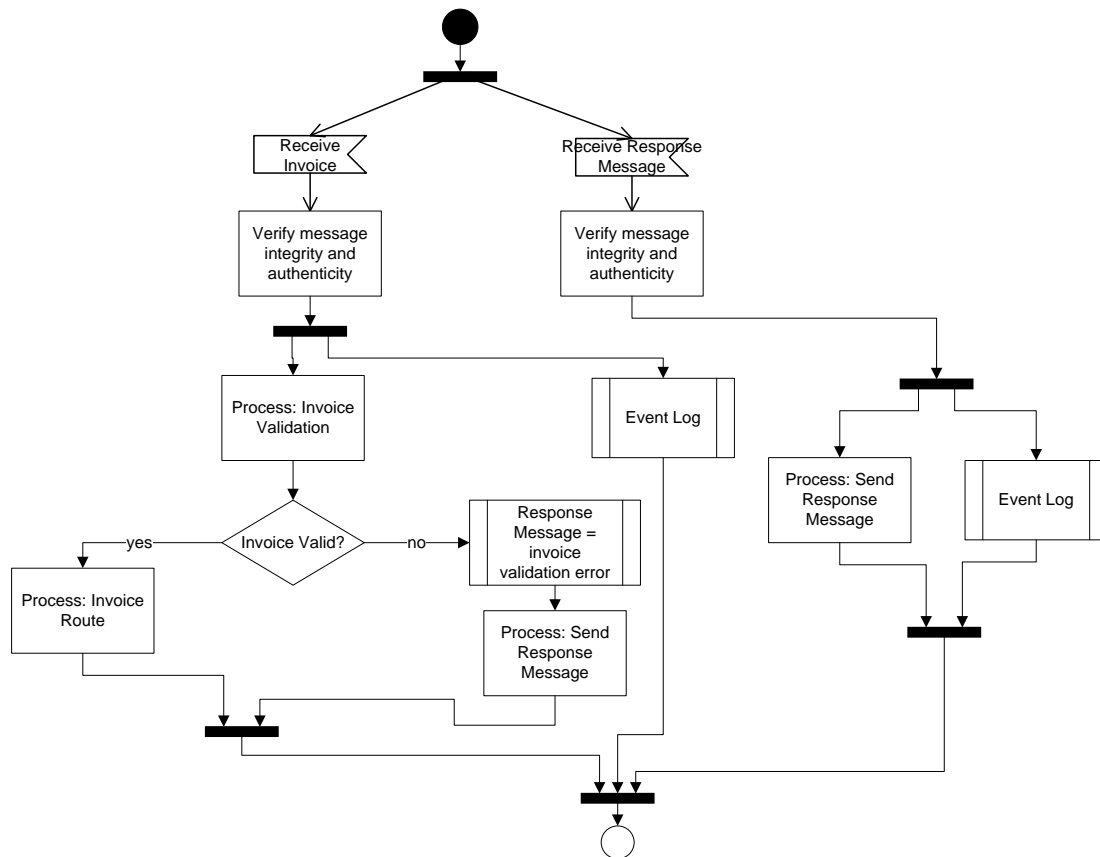 Receive
Invoice
Receive Response
Message
Verify message
integrity and
authenticity
Verify message
integrity and
authenticity
Process: Invoice
Validation
Event Log
Process: Send
Response
Message
Event Log
Invoice Valid?
yes
no
Response
Message =
invoice
validation error
Process: Invoice
Route
Process: Send
Response
Message